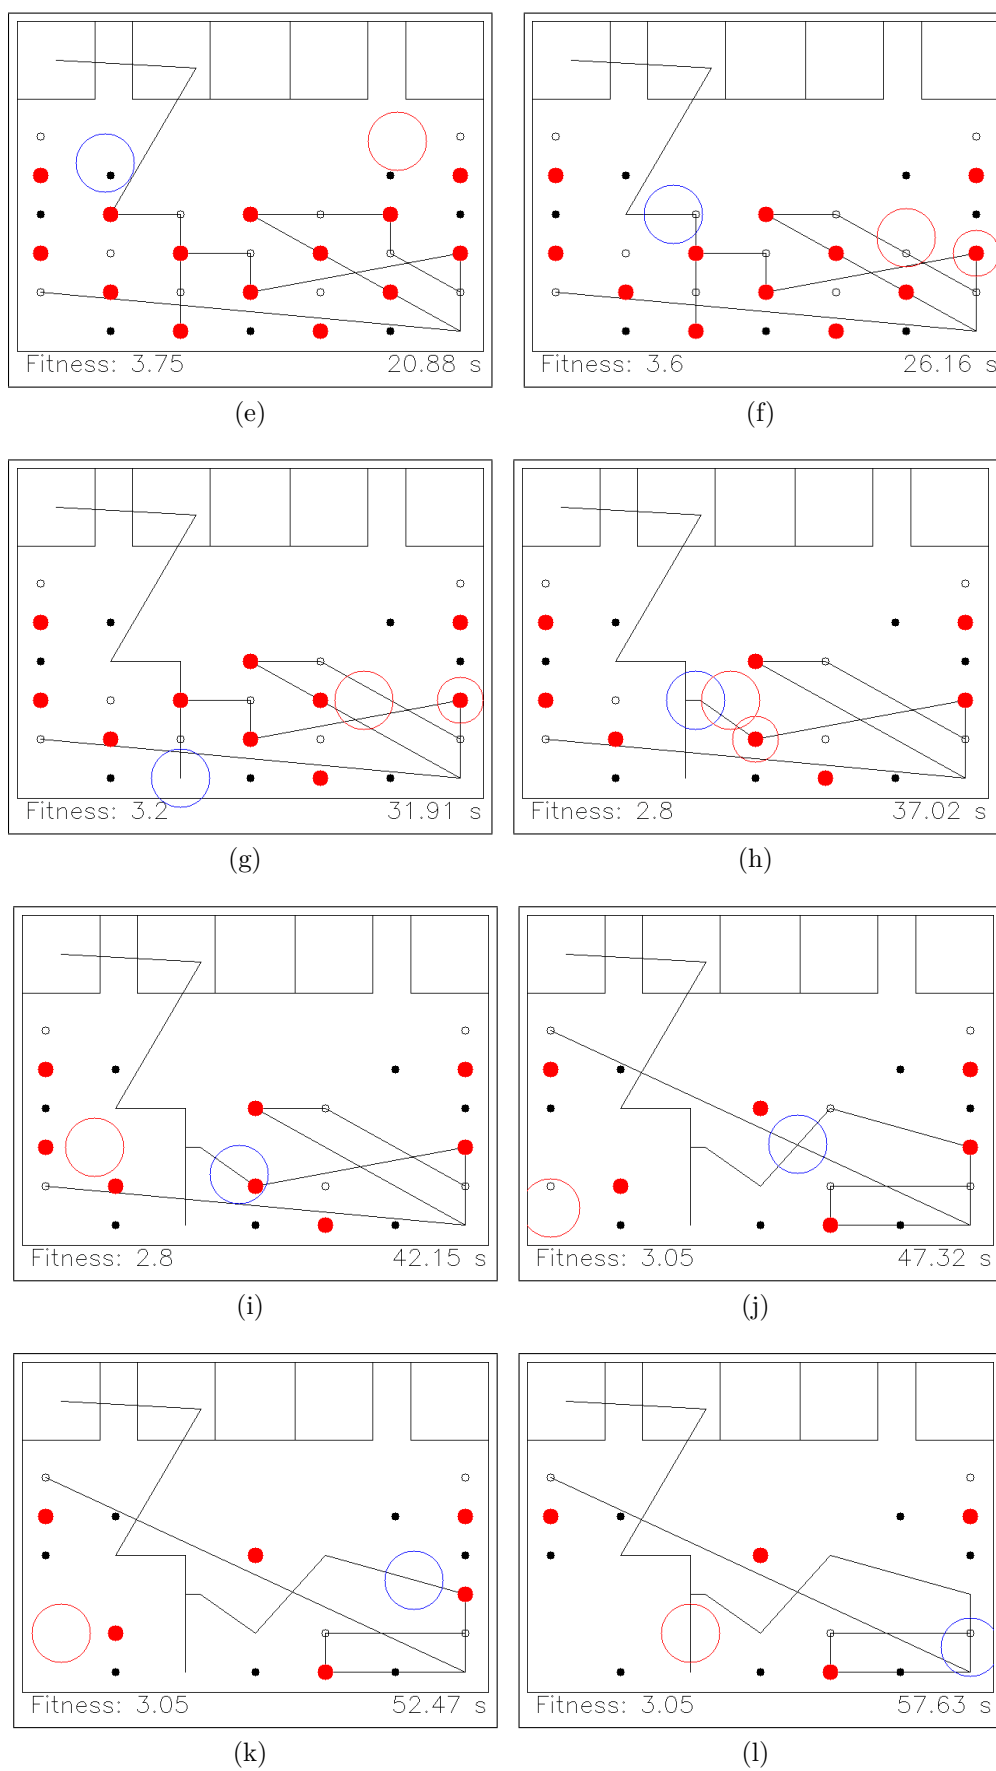 Fitness: 3.75 20.88 s
(e)
Fitness: 3.6 26.16 s
(f)
Fitness: 3.2 31.91 s
(g)
Fitness: 2.8 37.02 s
(h)
Fitness: 2.8 42.15 s
(i)
Fitness: 3.05 47.32 s
(j)
Fitness: 3.05 52.47 s
(k)
Fitness: 3.05 57.63 s
(l)